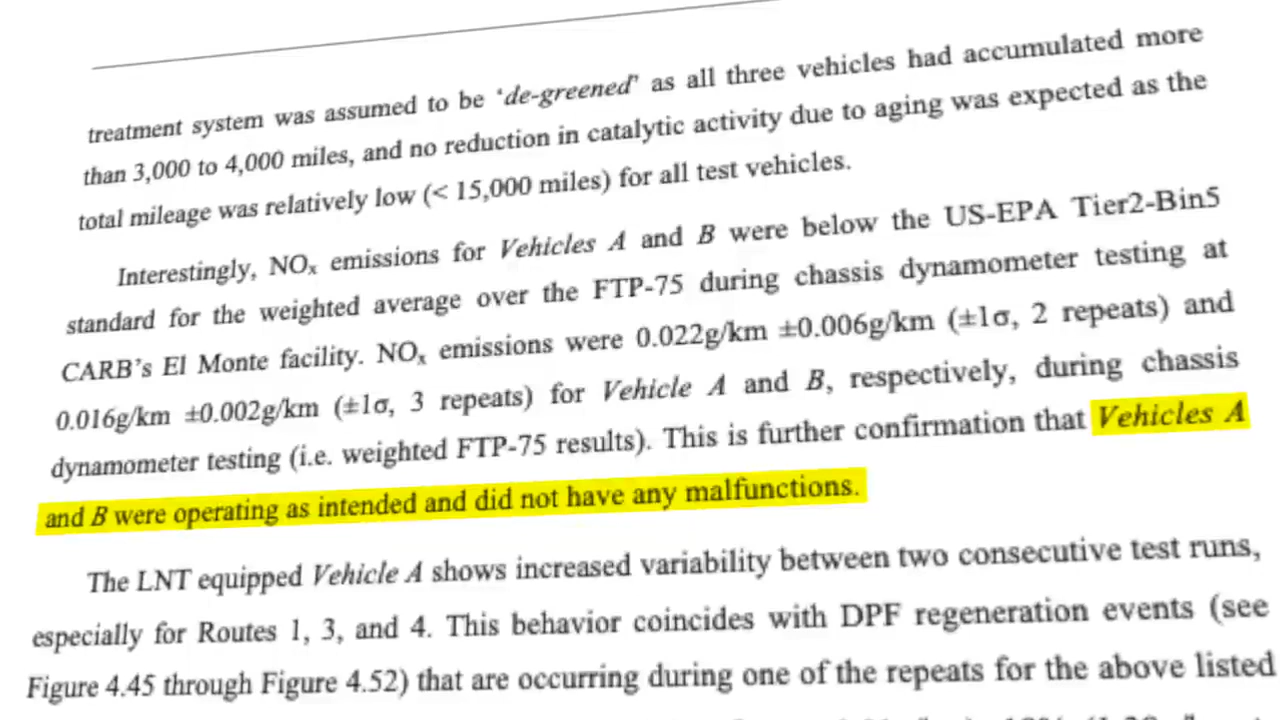 treatment system was assumed to be ‘de-greened’ as all three vehicles had accumulated more
than 3,000 to 4,000 miles, and no reduction in catalytic activity due to aging was expected as the
total mileage was relatively low (< 15,000 miles) for all test vehicles.
Interestingly, NOx emissions for Vehicles A and B were below the US-EPA Tier2-Bin5
standard for the weighted average over the FTP-75 during chassis dynamometer testing at
CARB’s El Monte facility. NOx emissions were 0.022g/km ±0.006g/km (±1σ, 2 repeats) and
0.016g/km ±0.002g/km (±1σ, 3 repeats) for Vehicle A and B, respectively, during chassis
dynamometer testing (i.e. weighted FTP-75 results). This is further confirmation that Vehicles A
and B were operating as intended and did not have any malfunctions.
The LNT equipped Vehicle A shows increased variability between two consecutive test runs,
especially for Routes 1, 3, and 4. This behavior coincides with DPF regeneration events (see
Figure 4.45 through Figure 4.52) that are occurring during one of the repeats for the above listed